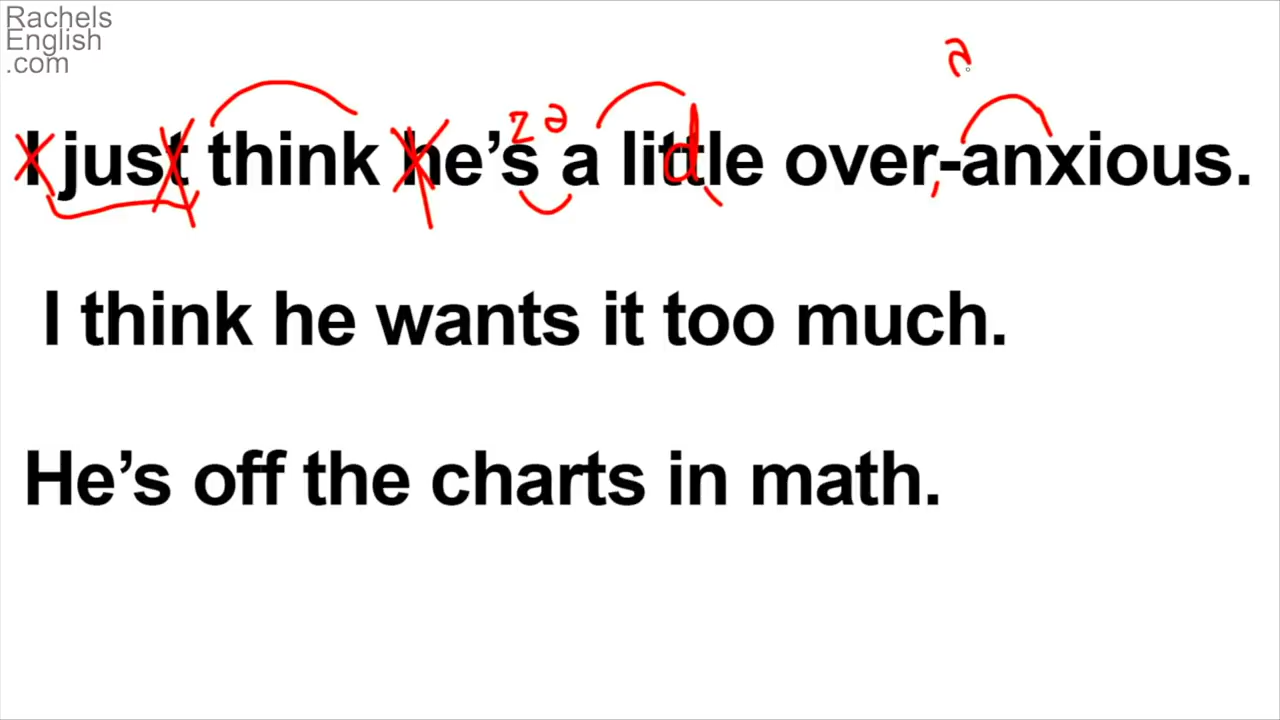 Rachels
English
.com
ə
z ə
d
I just think he’s a little over-anxious.
I think he wants it too much.
He’s off the charts in math.